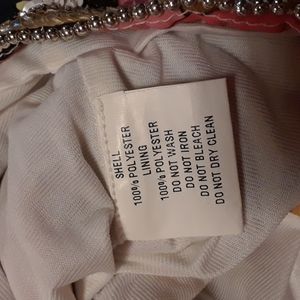 SHELL
100% POLYESTER
LINING
100% POLYESTER
DO NOT WASH
DO NOT IRON
DO NOT BLEACH
DO NOT DRY CLEAN